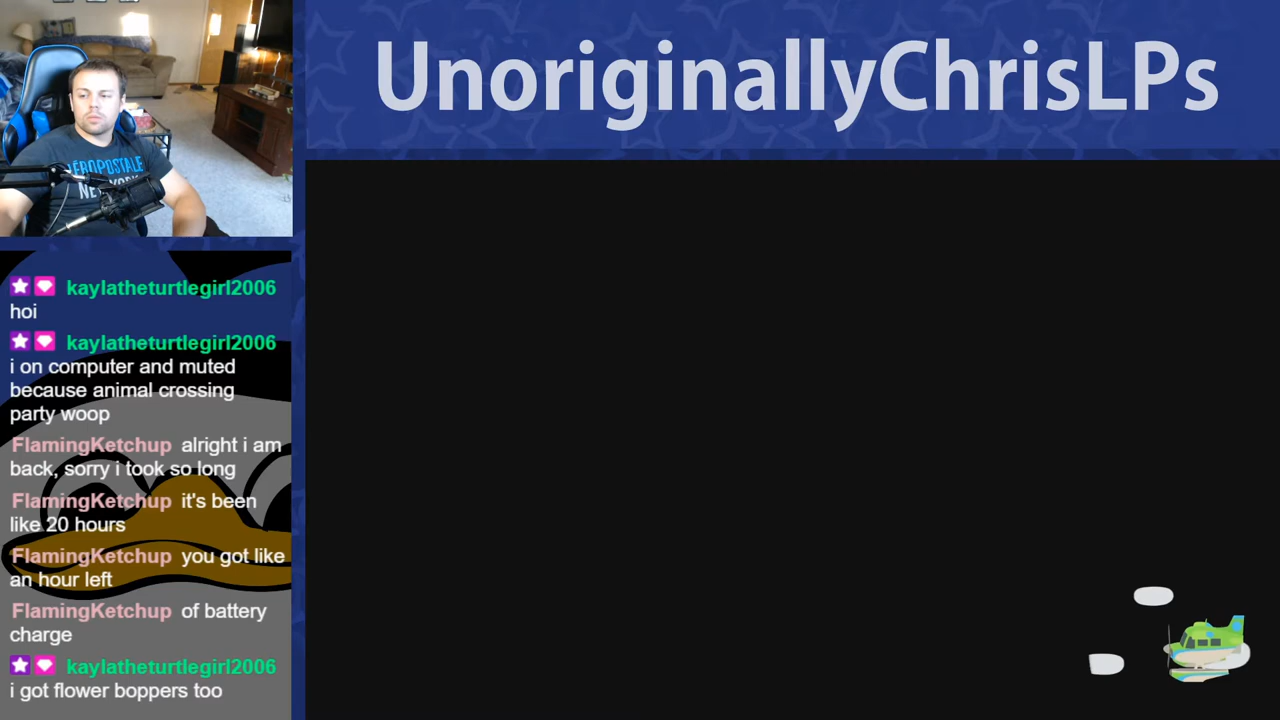 UnoriginallyChrisLPs
AÉROPOSTALE
NEW YORK
kaylatheturtlegirl2006
hoi
kaylatheturtlegirl2006
i on computer and muted
because animal crossing
party woop
FlamingKetchup alright i am
back, sorry i took so long
FlamingKetchup it's been
like 20 hours
FlamingKetchup you got like
an hour left
FlamingKetchup of battery
charge
kaylatheturtlegirl2006
i got flower boppers too